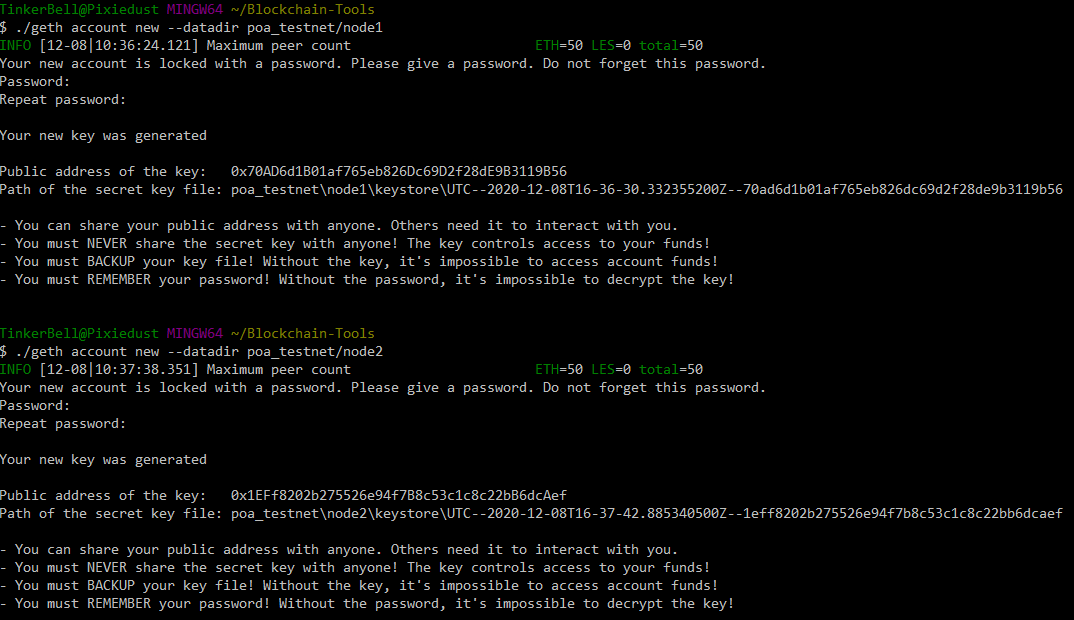 TinkerBell@Pixiedust MINGW64 ~/Blockchain-Tools
$ ./geth account new --datadir poa_testnet/node1
INFO [12-08|10:36:24.121] Maximum peer count                       ETH=50 LES=0 total=50
Your new account is locked with a password. Please give a password. Do not forget this password.
Password:
Repeat password:

Your new key was generated

Public address of the key:   0x70AD6d1B01af765eb826Dc69D2f28dE9B3119B56
Path of the secret key file: poa_testnet\node1\keystore\UTC--2020-12-08T16-36-30.332355200Z--70ad6d1b01af765eb826dc69d2f28de9b3119b56

- You can share your public address with anyone. Others need it to interact with you.
- You must NEVER share the secret key with anyone! The key controls access to your funds!
- You must BACKUP your key file! Without the key, it's impossible to access account funds!
- You must REMEMBER your password! Without the password, it's impossible to decrypt the key!

TinkerBell@Pixiedust MINGW64 ~/Blockchain-Tools
$ ./geth account new --datadir poa_testnet/node2
INFO [12-08|10:37:38.351] Maximum peer count                       ETH=50 LES=0 total=50
Your new account is locked with a password. Please give a password. Do not forget this password.
Password:
Repeat password:

Your new key was generated

Public address of the key:   0x1EFf8202b275526e94f7B8c53c1c8c22bB6dcAef
Path of the secret key file: poa_testnet\node2\keystore\UTC--2020-12-08T16-37-42.885340500Z--1eff8202b275526e94f7b8c53c1c8c22bb6dcaef

- You can share your public address with anyone. Others need it to interact with you.
- You must NEVER share the secret key with anyone! The key controls access to your funds!
- You must BACKUP your key file! Without the key, it's impossible to access account funds!
- You must REMEMBER your password! Without the password, it's impossible to decrypt the key!